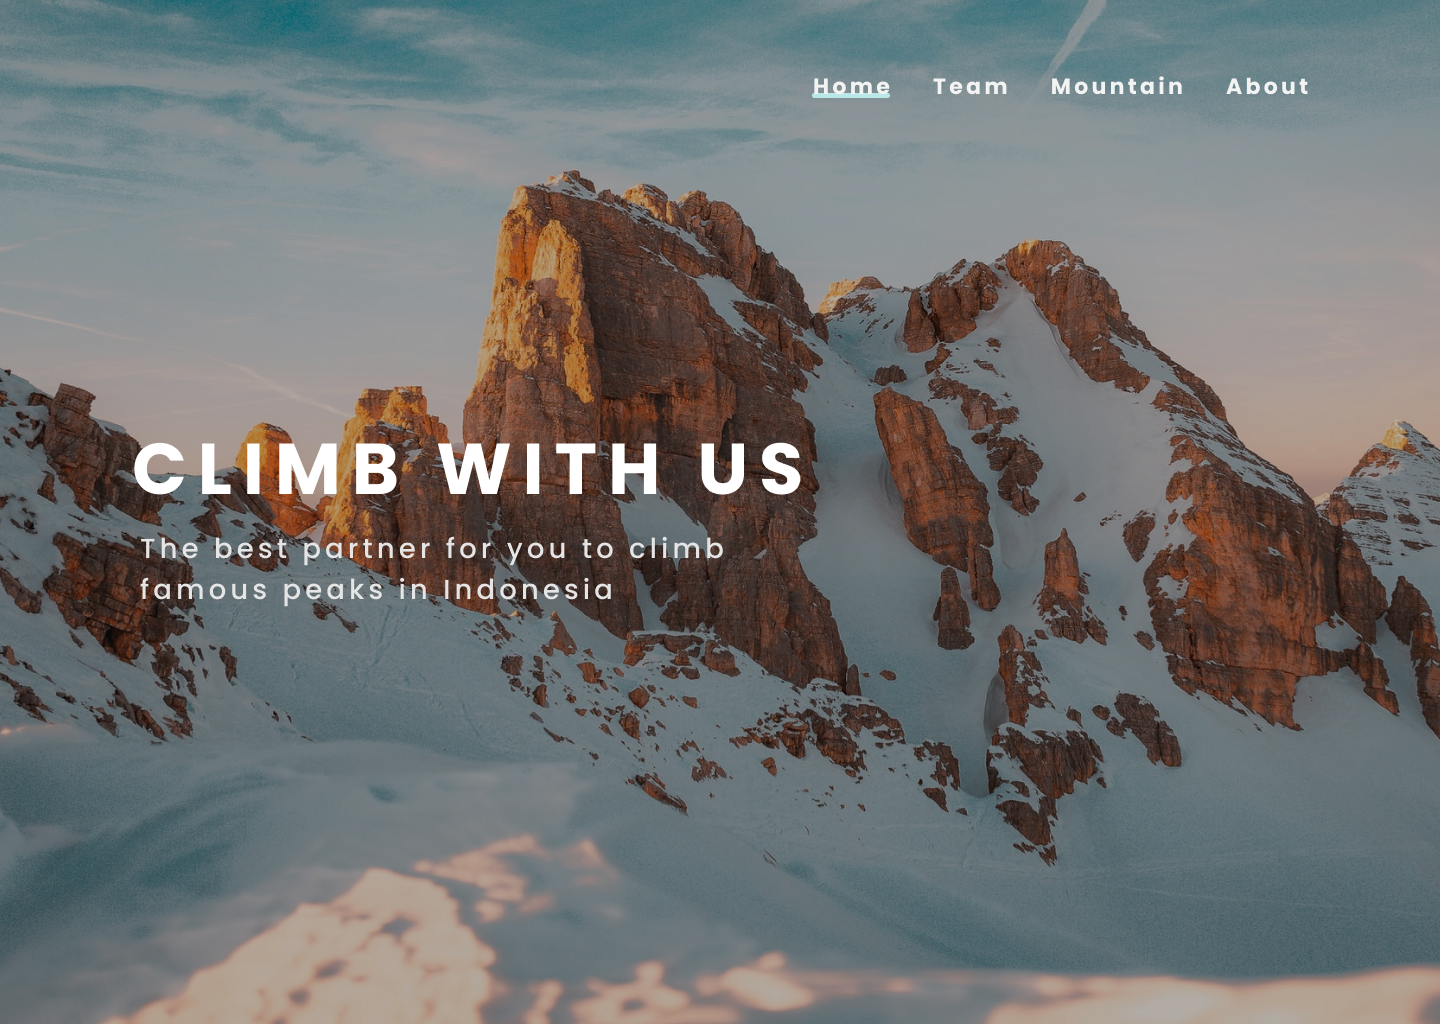 Home Team Mountain About
CLIMB WITH US
The best partner for you to climb
famous peaks in Indonesia